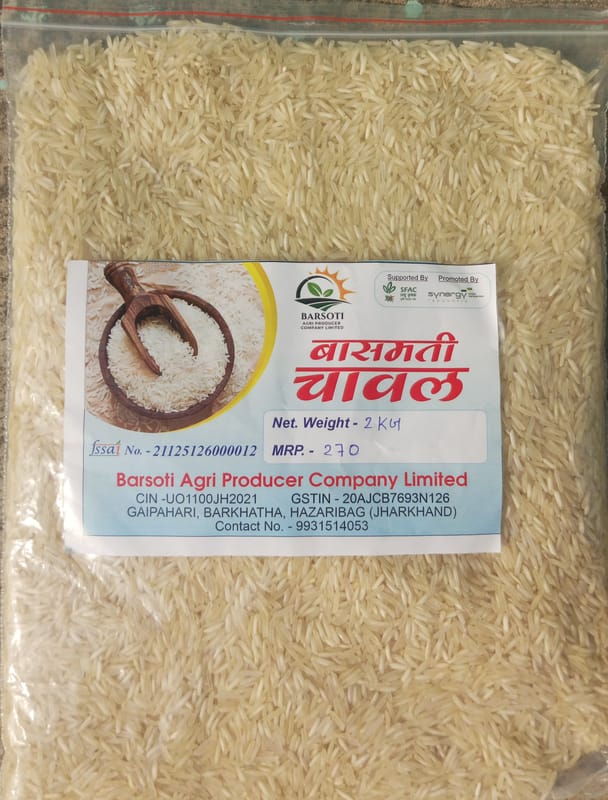 BARSOTI
AGRI PRODUCER
COMPANY LIMITED
Supported By
SFAC
Promoted By
synergy
बासमती
चावल
Net. Weight - 2 KG
MRP. - 270
fssai No. - 21125126000012
Barsoti Agri Producer Company Limited
CIN -UO1100JH2021 GSTIN - 20AJCB7693N126
GAIPAHARI, BARKHATHA, HAZARIBAG (JHARKHAND)
Contact No. - 9931514053